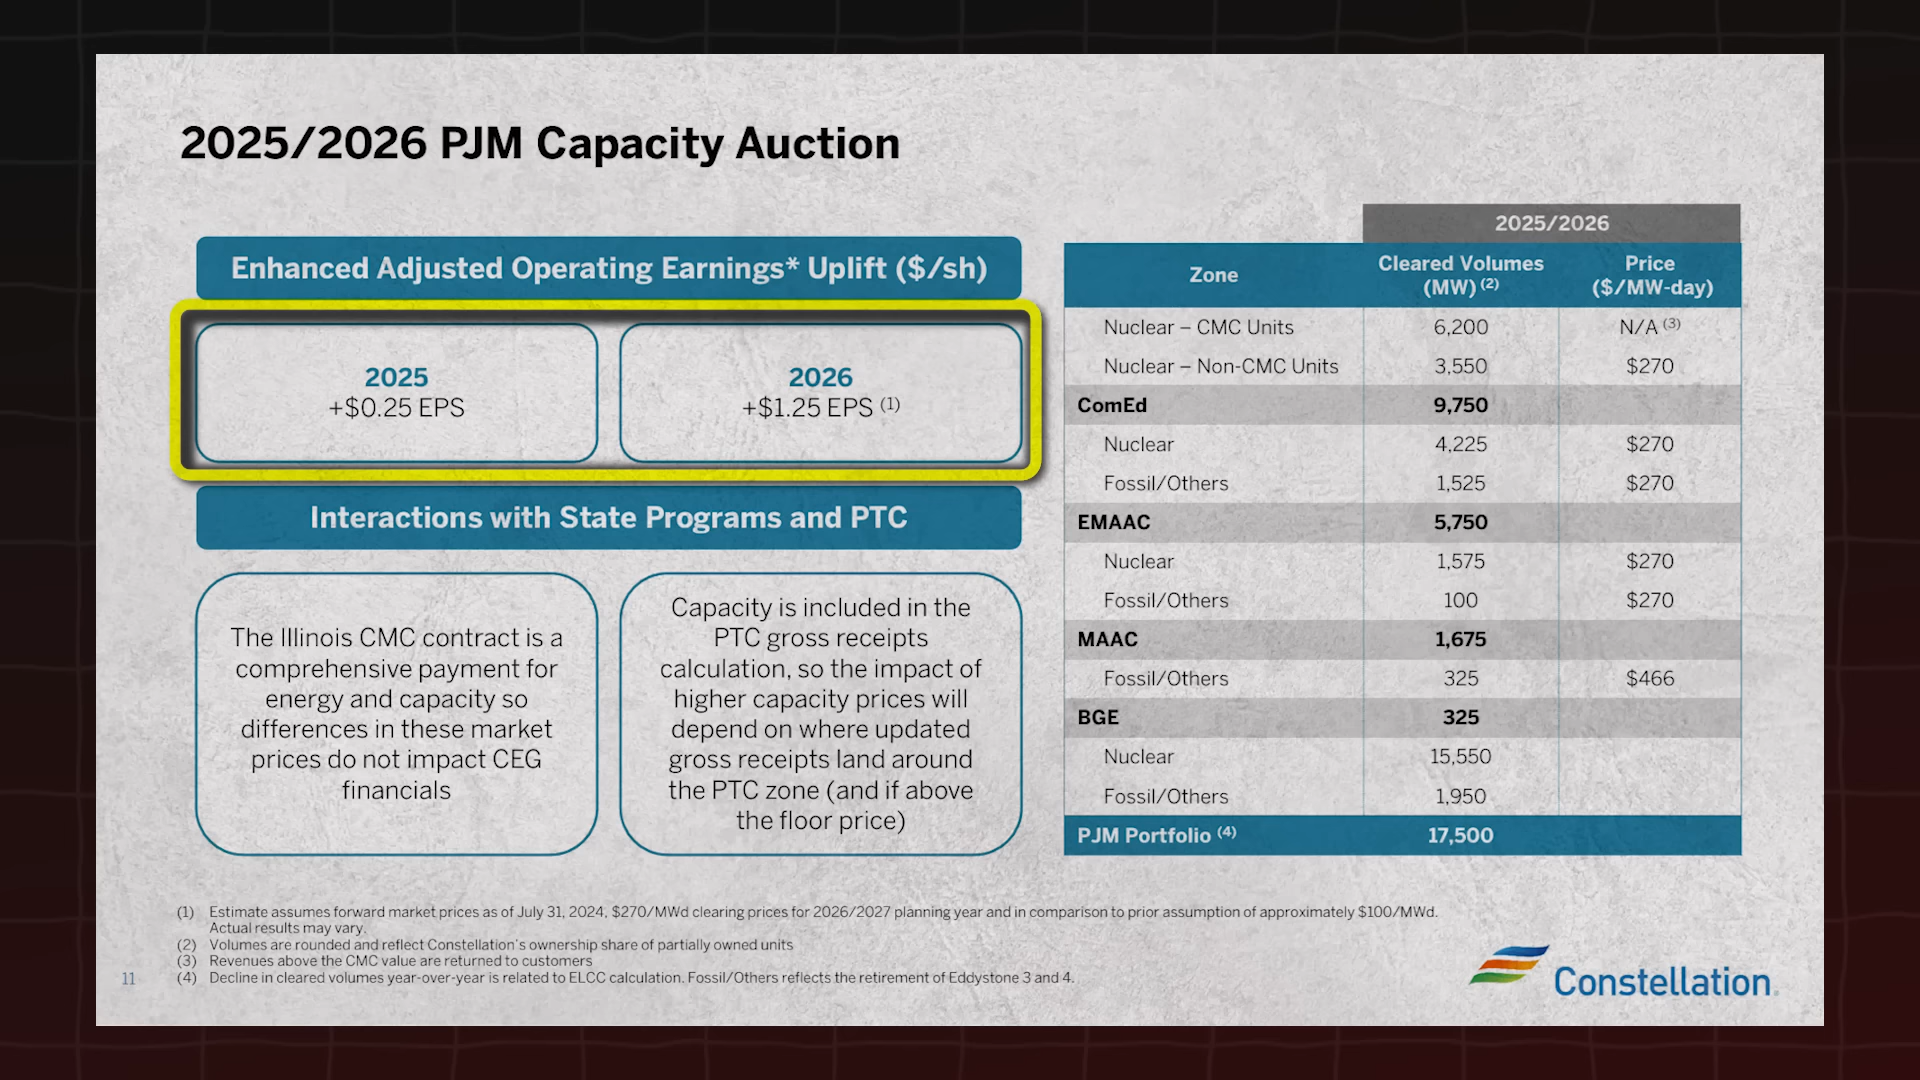 2025/2026 PJM Capacity Auction
Enhanced Adjusted Operating Earnings* Uplift ($/sh)
2025
+$0.25 EPS
2026
+$1.25 EPS (1)
Interactions with State Programs and PTC
The Illinois CMC contract is a
comprehensive payment for
energy and capacity so
differences in these market
prices do not impact CEG
financials
Capacity is included in the
PTC gross receipts
calculation, so the impact of
higher capacity prices will
depend on where updated
gross receipts land around
the PTC zone (and if above
the floor price)
2025/2026
Zone Cleared Volumes (MW) (2) Price ($/MW-day)
Nuclear – CMC Units 6,200 N/A (3)
Nuclear – Non-CMC Units 3,550 $270
ComEd 9,750
Nuclear 4,225 $270
Fossil/Others 1,525 $270
EMAAC 5,750
Nuclear 1,575 $270
Fossil/Others 100 $270
MAAC 1,675
Fossil/Others 325 $466
BGE 325
Nuclear 15,550
Fossil/Others 1,950
PJM Portfolio (4) 17,500
(1) Estimate assumes forward market prices as of July 31, 2024, $270/MWd clearing prices for 2026/2027 planning year and in comparison to prior assumption of approximately $100/MWd.
Actual results may vary.
(2) Volumes are rounded and reflect Constellation's ownership share of partially owned units
(3) Revenues above the CMC value are returned to customers
(4) Decline in cleared volumes year-over-year is related to ELCC calculation. Fossil/Others reflects the retirement of Eddystone 3 and 4.
11
Constellation